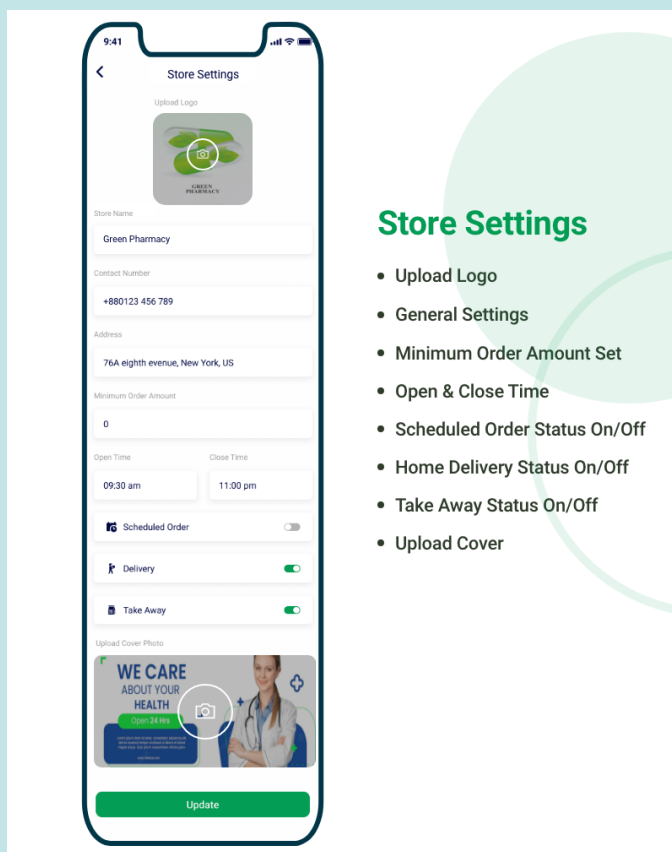 9:41
Store Settings
Upload Logo
GREEN
PHARMACY
Store Name
Green Pharmacy
Contact Number
+880123 456 789
Address
76A eighth evenue, New York, US
Minimum Order Amount
0
Open Time
Close Time
09:30 am
11:00 pm
Scheduled Order
Delivery
Take Away
Upload Cover Photo
WE CARE
ABOUT YOUR
HEALTH
Open 24 Hrs
Update
Store Settings
• Upload Logo
• General Settings
• Minimum Order Amount Set
• Open & Close Time
• Scheduled Order Status On/Off
• Home Delivery Status On/Off
• Take Away Status On/Off
• Upload Cover